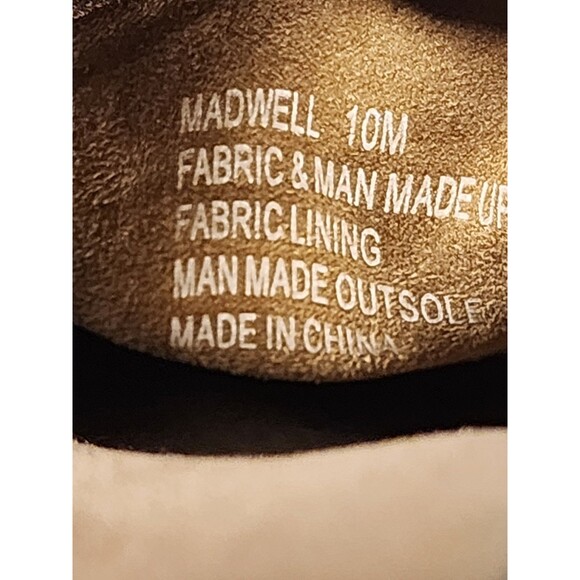 MADWELL 10M
FABRIC & MAN MADE UP
FABRIC LINING
MAN MADE OUTSOLE
MADE IN CHINA